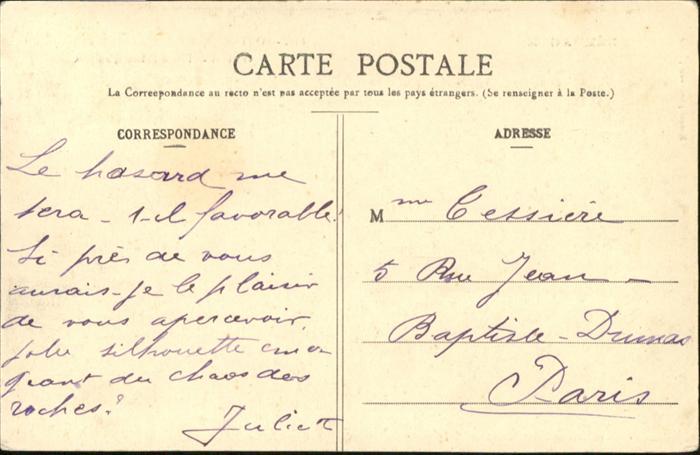 CARTE POSTALE
La Correspondance au recto n'est pas acceptée par tous les pays étrangers. (Se renseigner à la Poste.)
CORRESPONDANCE
Le hasard me
sera-t-il favorable!
Si près de vous
aurais-je le plaisir
de vous apercevoir,
jolie silhouette émer
geant du chaos des
roches?
Juliett
ADRESSE
Mme Tessière
5 Rue Jean-
Baptiste-Dumas
Paris